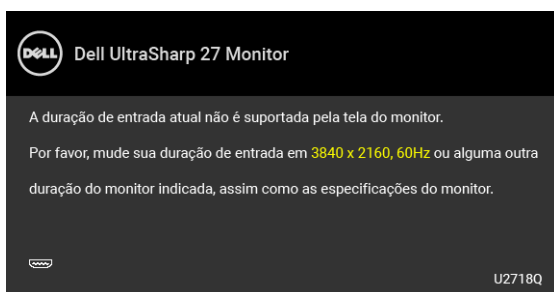 DELL Dell UltraSharp 27 Monitor
A duração de entrada atual não é suportada pela tela do monitor.
Por favor, mude sua duração de entrada em 3840 x 2160, 60Hz ou alguma outra
duração do monitor indicada, assim como as especificações do monitor.
U2718Q